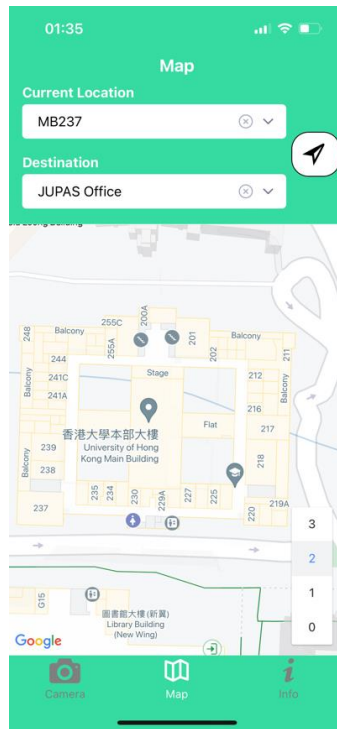 01:35
Map
Current Location
MB237
Destination
JUPAS Office
200A
255C
248
Balcony
255A
201
Balcony
202
211
244
Stage
212
241C
Balcony
Balcony
241A
216
香港大學本部大樓
Flat
217
University of Hong
Kong Main Building
239
Balcony
238
218
235
234
230
229A
227
225
237
219A
220
3
2
1
0
G15
圖書館大樓(新翼)
Library Building
(New Wing)
Google
Camera
Map
Info